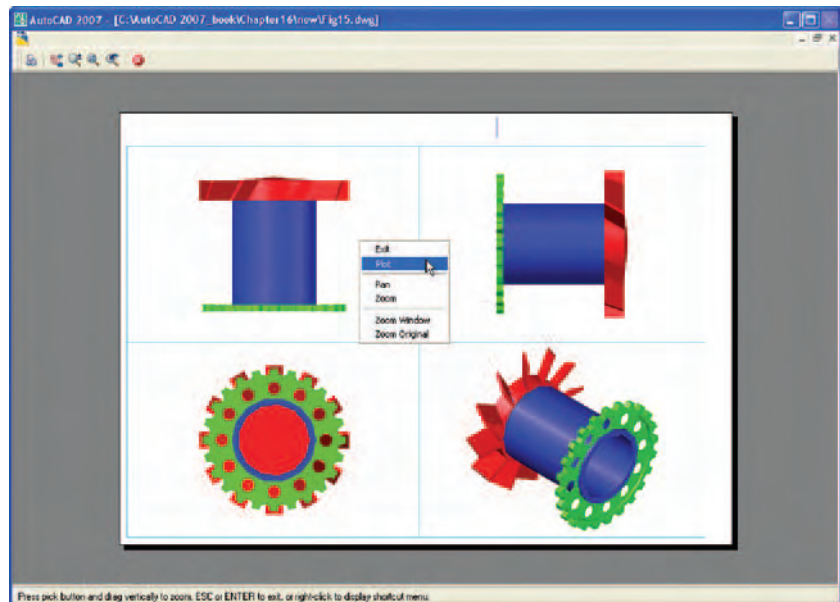 AutoCAD 2007 - [C:\AutoCAD 2007_book\Chapter16\new\Fig15.dwg]
Exit
Plot
Pan
Zoom
Zoom Window
Zoom Original
Press pick button and drag vertically to zoom, ESC or ENTER to exit, or right-click to display shortcut menu.